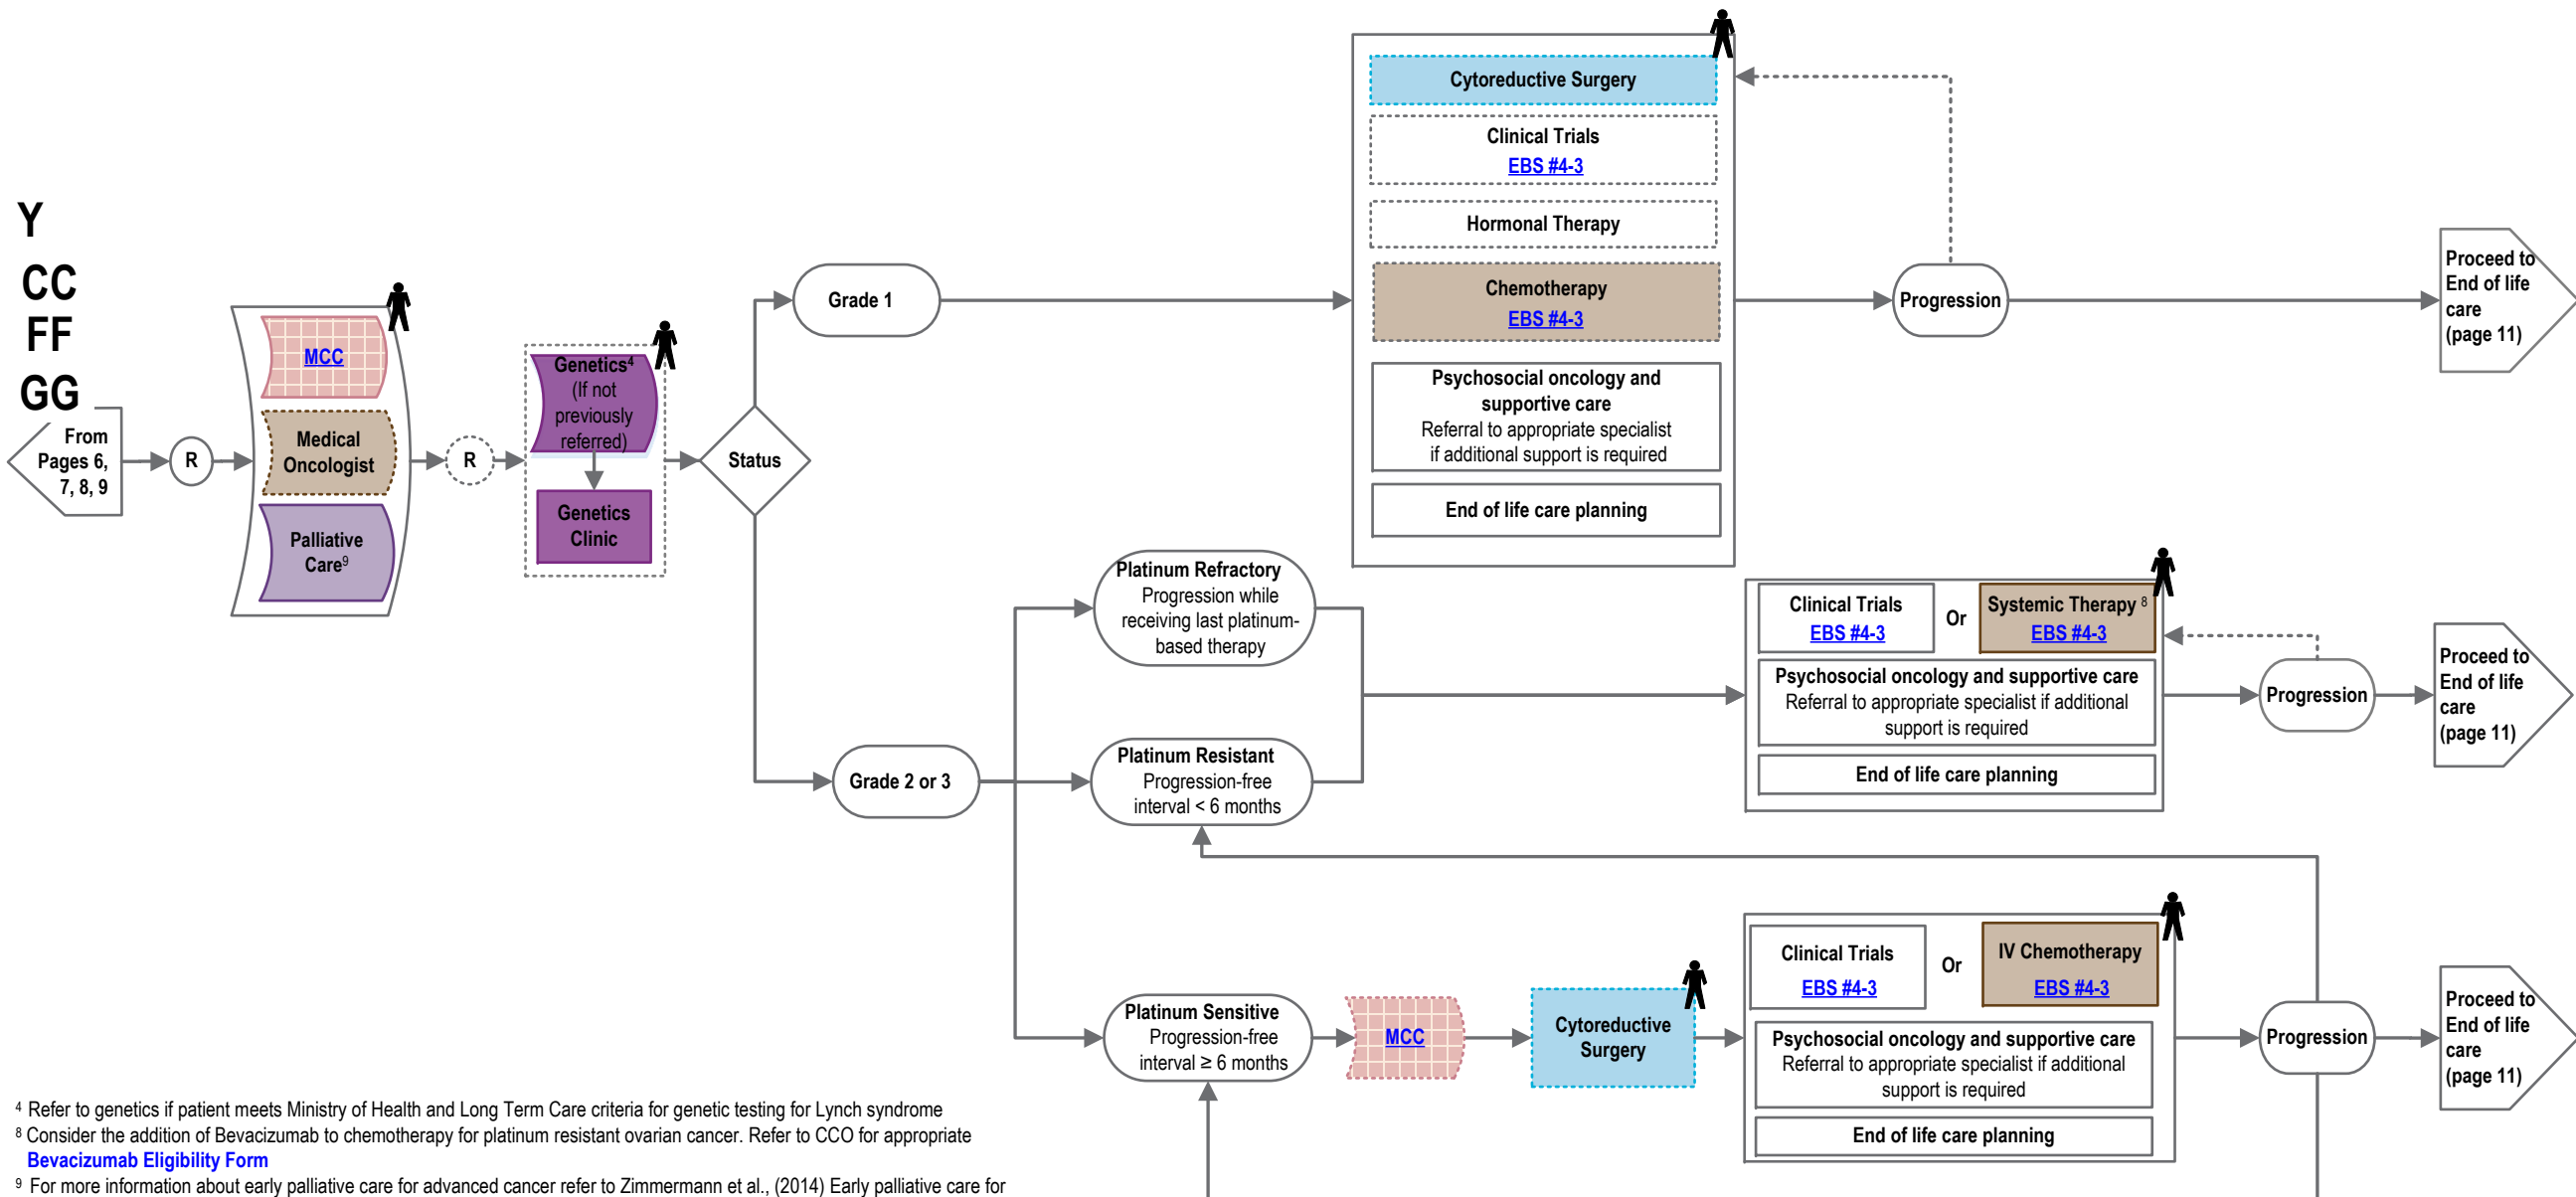 Y
CC
FF
GG
From
Pages 6,
7, 8, 9
R
MCC
Medical
Oncologist
Palliative
Care⁹
R
Genetics⁴
(If not
previously
referred)
Genetics
Clinic
Status
Grade 1
Cytoreductive Surgery
Clinical Trials
EBS #4-3
Hormonal Therapy
Chemotherapy
EBS #4-3
Psychosocial oncology and
supportive care
Referral to appropriate specialist
if additional support is required
End of life care planning
Progression
Proceed to
End of life
care
(page 11)
Grade 2 or 3
Platinum Refractory
Progression while
receiving last platinum-
based therapy
Platinum Resistant
Progression-free
interval < 6 months
Clinical Trials
EBS #4-3
Or
Systemic Therapy ⁸
EBS #4-3
Psychosocial oncology and supportive care
Referral to appropriate specialist if additional
support is required
End of life care planning
Progression
Proceed to
End of life
care
(page 11)
Platinum Sensitive
Progression-free
interval ≥ 6 months
MCC
Cytoreductive
Surgery
Clinical Trials
EBS #4-3
Or
IV Chemotherapy
EBS #4-3
Psychosocial oncology and supportive care
Referral to appropriate specialist if additional
support is required
End of life care planning
Progression
Proceed to
End of life
care
(page 11)
⁴ Refer to genetics if patient meets Ministry of Health and Long Term Care criteria for genetic testing for Lynch syndrome
⁸ Consider the addition of Bevacizumab to chemotherapy for platinum resistant ovarian cancer. Refer to CCO for appropriate
Bevacizumab Eligibility Form
⁹ For more information about early palliative care for advanced cancer refer to Zimmermann et al., (2014) Early palliative care for